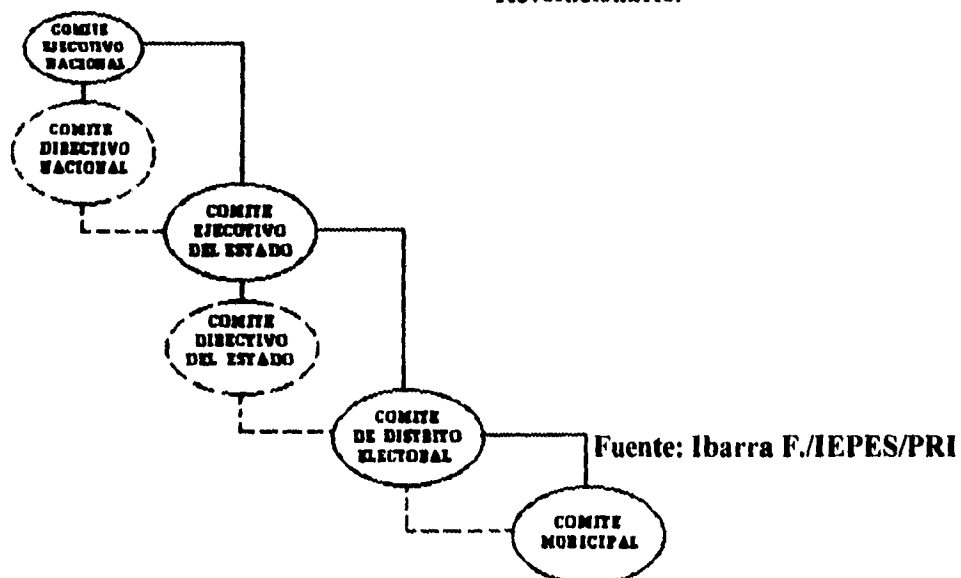 COMITE
EJECUTIVO
NACIONAL
COMITE
DIRECTIVO
NACIONAL
COMITE
EJECUTIVO
DEL ESTADO
COMITE
DIRECTIVO
DEL ESTADO
COMITE
DE DISTRITO
ELECTORAL
Fuente: Ibarra F./IEPES/PRI
COMITE
MUNICIPAL